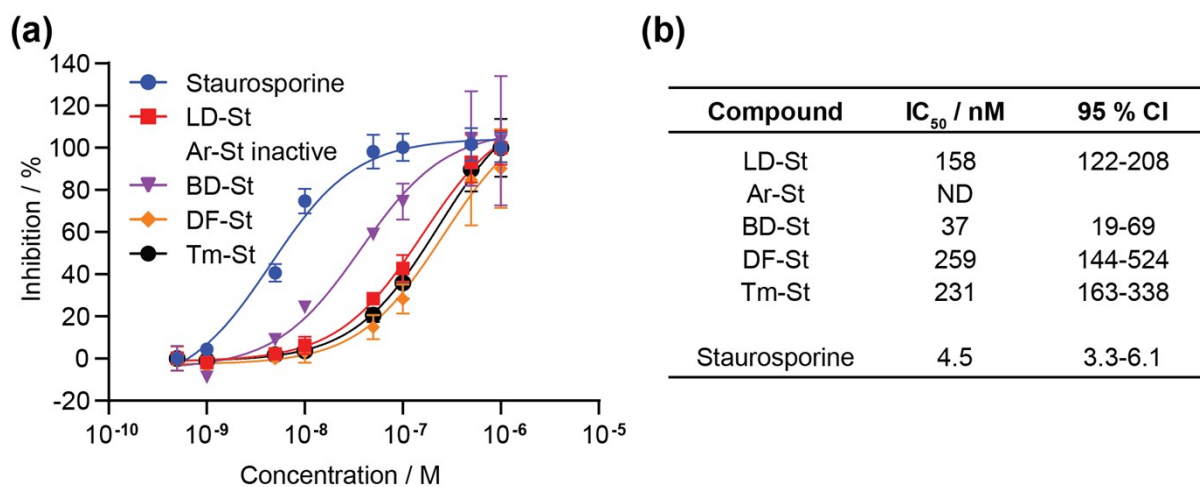 (a)
140
120
100
80
60
40
20
0
-20
Inhibition / %
Staurosporine
LD-St
Ar-St inactive
BD-St
DF-St
Tm-St
10-10 10-9 10-8 10-7 10-6 10-5
Concentration / M
(b)
Compound IC50 / nM 95 % CI
LD-St 158 122-208
Ar-St ND
BD-St 37 19-69
DF-St 259 144-524
Tm-St 231 163-338
Staurosporine 4.5 3.3-6.1